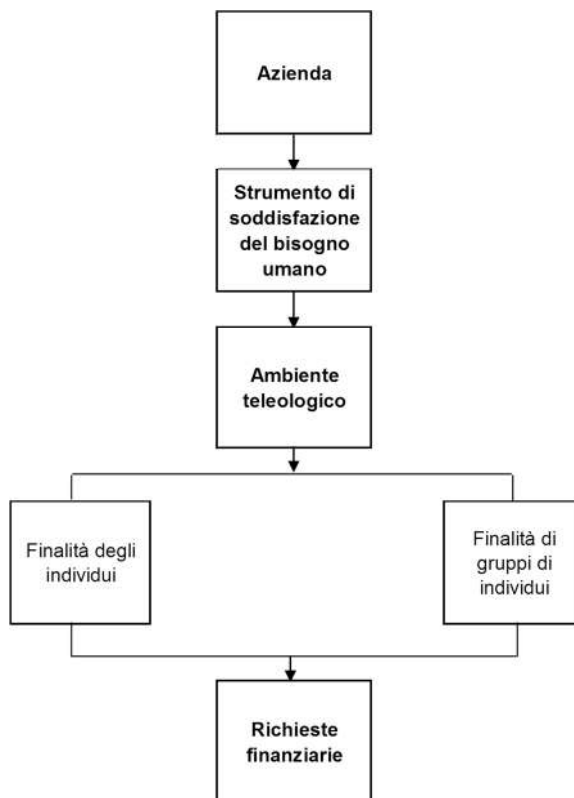 Azienda
Strumento di
soddisfazione
del bisogno
umano
Ambiente
teleologico
Finalità degli
individui
Finalità di
gruppi di
individui
Richieste
finanziarie